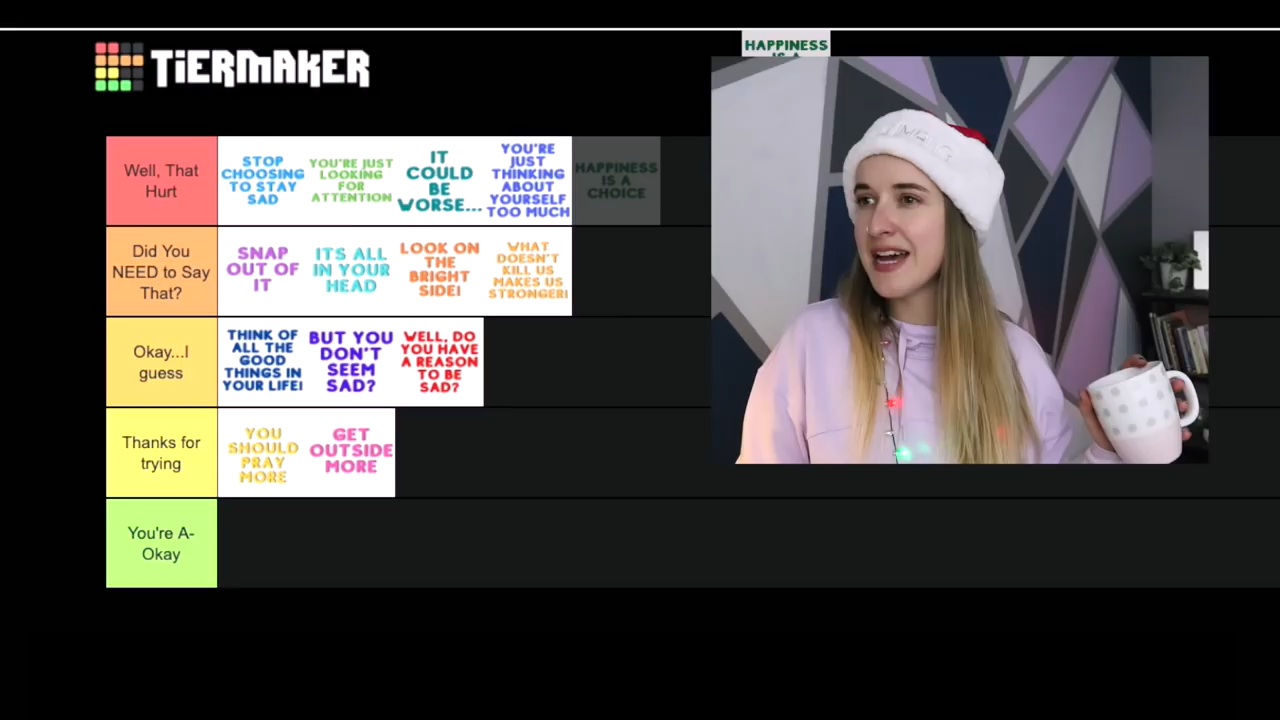 HAPPINESS
IS A
TiERMAKER
Well, That
Hurt
STOP
CHOOSING
TO STAY
SAD
YOU'RE JUST
LOOKING
FOR
ATTENTION
IT
COULD
BE
WORSE...
YOU'RE
JUST
THINKING
ABOUT
YOURSELF
TOO MUCH
HAPPINESS
IS A
CHOICE
Did You
NEED to Say
That?
SNAP
OUT OF
IT
ITS ALL
IN YOUR
HEAD
LOOK ON
THE
BRIGHT
SIDE!
WHAT
DOESN'T
KILL US
MAKES US
STRONGER!
Okay...I
guess
THINK OF
ALL THE
GOOD
THINGS IN
YOUR LIFE!
BUT YOU
DON'T
SEEM
SAD?
WELL, DO
YOU HAVE
A REASON
TO BE
SAD?
Thanks for
trying
YOU
SHOULD
PRAY
MORE
GET
OUTSIDE
MORE
You're A-
Okay